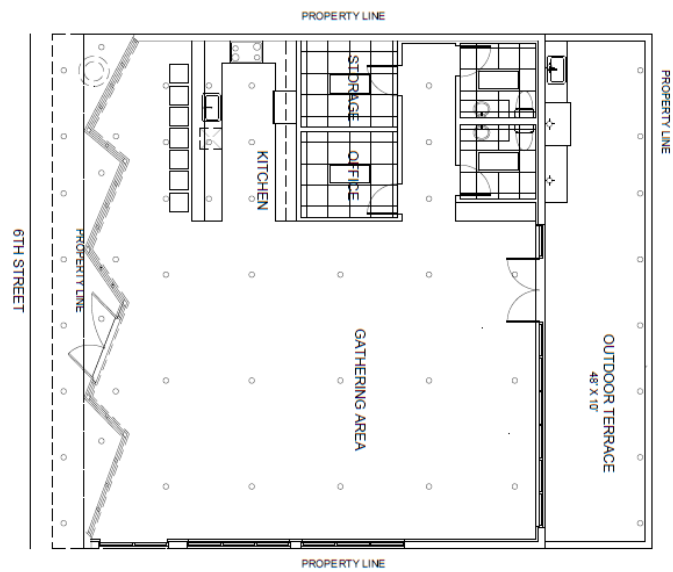 PROPERTY LINE
STORAGE
OFFICE
KITCHEN
PROPERTY LINE
6TH STREET
PROPERTY LINE
GATHERING AREA
OUTDOOR TERRACE
48' X 10'
PROPERTY LINE